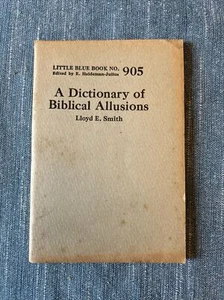 LITTLE BLUE BOOK NO. 905
Edited by E. Haldeman-Julius
A Dictionary of
Biblical Allusions
Lloyd E. Smith